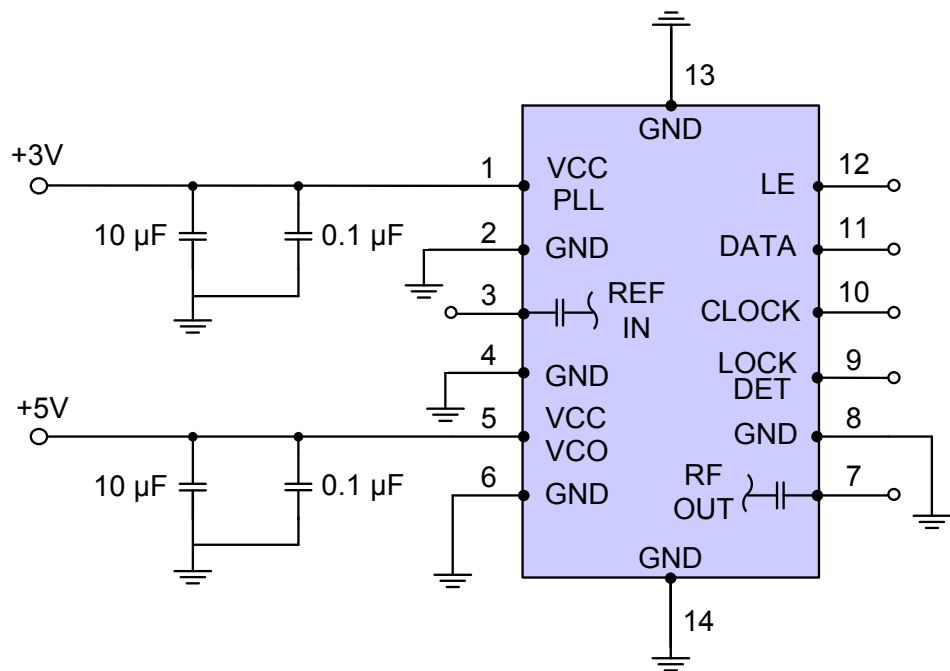 13
GND
+3V
1
VCC
PLL
12
LE
10 µF
0.1 µF
2
GND
11
DATA
3
REF
IN
10
CLOCK
4
GND
9
LOCK
DET
+5V
5
VCC
VCO
8
GND
10 µF
0.1 µF
6
GND
7
RF
OUT
GND
14